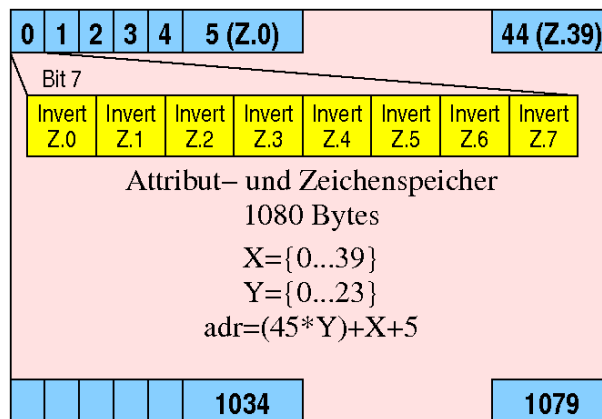 0 1 2 3 4 5 (Z.0) 44 (Z.39)
Bit 7
Invert Invert Invert Invert Invert Invert Invert Invert
Z.0 Z.1 Z.2 Z.3 Z.4 Z.5 Z.6 Z.7
Attribut– und Zeichenspeicher
1080 Bytes
X={0...39}
Y={0...23}
adr=(45*Y)+X+5
1034 1079